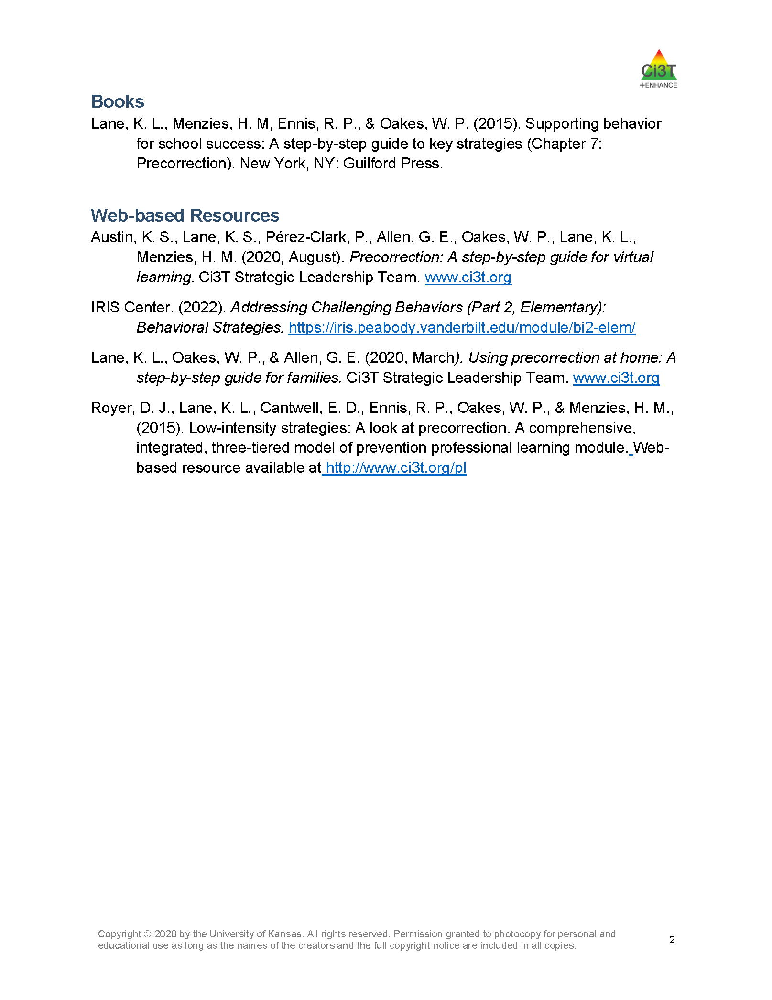 Ci3T
+ENHANCE
Books
Lane, K. L., Menzies, H. M, Ennis, R. P., & Oakes, W. P. (2015). Supporting behavior
for school success: A step-by-step guide to key strategies (Chapter 7:
Precorrection). New York, NY: Guilford Press.
Web-based Resources
Austin, K. S., Lane, K. S., Pérez-Clark, P., Allen, G. E., Oakes, W. P., Lane, K. L.,
Menzies, H. M. (2020, August). Precorrection: A step-by-step guide for virtual
learning. Ci3T Strategic Leadership Team. www.ci3t.org
IRIS Center. (2022). Addressing Challenging Behaviors (Part 2, Elementary):
Behavioral Strategies. https://iris.peabody.vanderbilt.edu/module/bi2-elem/
Lane, K. L., Oakes, W. P., & Allen, G. E. (2020, March). Using precorrection at home: A
step-by-step guide for families. Ci3T Strategic Leadership Team. www.ci3t.org
Royer, D. J., Lane, K. L., Cantwell, E. D., Ennis, R. P., Oakes, W. P., & Menzies, H. M.,
(2015). Low-intensity strategies: A look at precorrection. A comprehensive,
integrated, three-tiered model of prevention professional learning module. Web-
based resource available at http://www.ci3t.org/pl
Copyright © 2020 by the University of Kansas. All rights reserved. Permission granted to photocopy for personal and
educational use as long as the names of the creators and the full copyright notice are included in all copies.
2